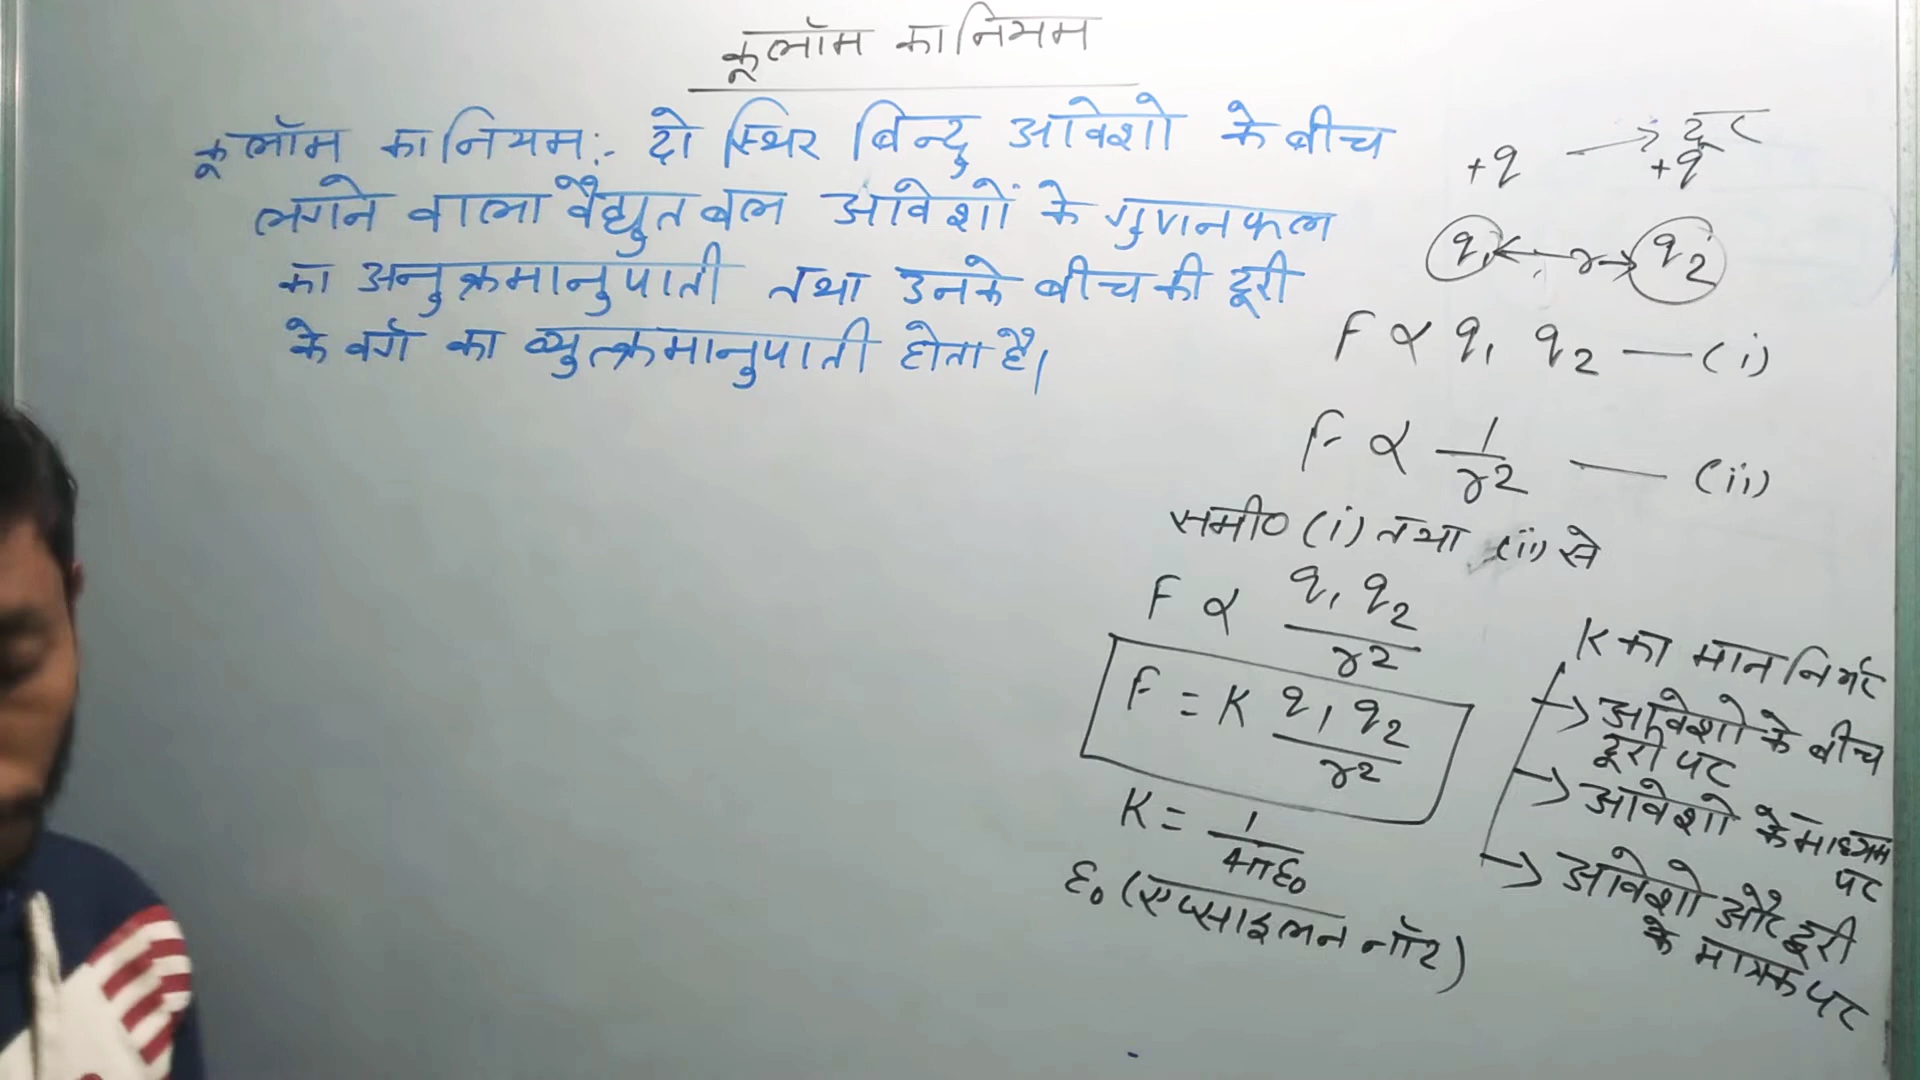 कूलॉम का नियम
कूलॉम का नियम:- दो स्थिर बिन्दु आवेशो के बीच
लगने वाला वैद्युत बल आवेशों के गुणनफल
का अनुक्रमानुपाती तथा उनके बीच की दूरी
के वर्ग का व्युत्क्रमानुपाती होता है।
→ दूर
+q +q
q₁ ←r→ q₂
F ∝ q₁ q₂ — (i)
F ∝ 1/r² — (ii)
समी० (i) तथा (ii) से
F ∝ q₁ q₂/r²
F = K q₁ q₂/r²
K = 1/4πε₀
ε₀ (एप्साइलन नॉट)
K का मान निर्भर
→ आवेशो के बीच
दूरी पर
→ आवेशो के माध्यम
पर
→ आवेशो और दूरी
के मात्रक पर